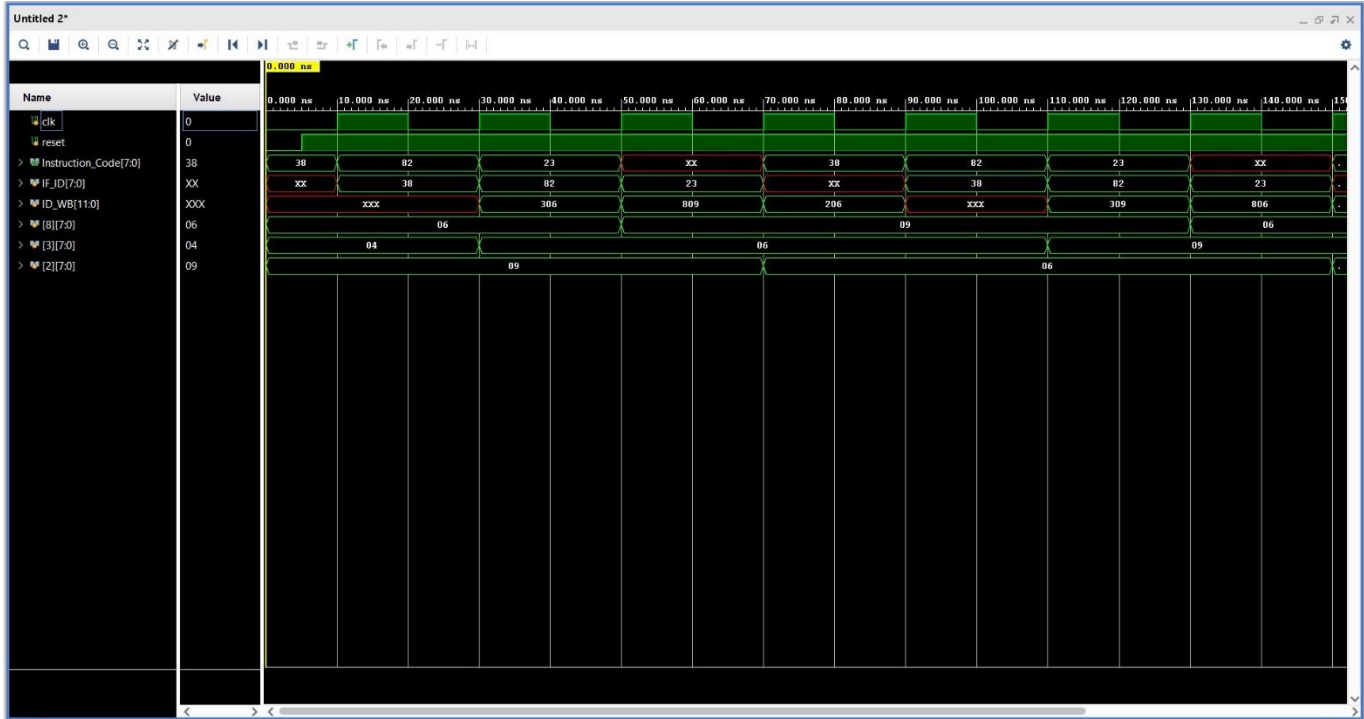 Untitled 2*
0.000 ns
Name Value
0.000 ns 10.000 ns 20.000 ns 30.000 ns 40.000 ns 50.000 ns 60.000 ns 70.000 ns 80.000 ns 90.000 ns 100.000 ns 110.000 ns 120.000 ns 130.000 ns 140.000 ns 15
clk 0
reset 0
Instruction_Code[7:0] 38 38 82 23 XX 38 82 23 XX .
IF_ID[7:0] XX XX 38 82 23 XX 38 82 23 .
ID_WB[11:0] XXX XXX 306 809 206 XXX 309 806 .
[8][7:0] 06 06 09 06
[3][7:0] 04 04 06 09
[2][7:0] 09 09 06 .